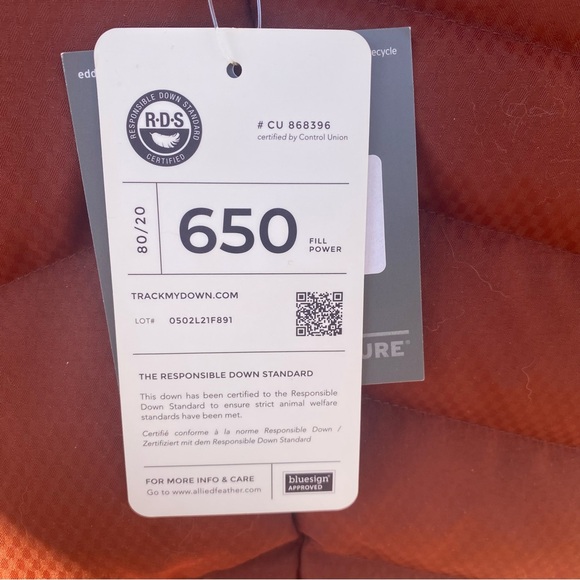 edd
ecycle
RESPONSIBLE DOWN STANDARD
R·D·S
CERTIFIED
# CU 868396
certified by Control Union
80/20
650
FILL
POWER
TRACKMYDOWN.COM
LOT# 0502L21F891
URE®
THE RESPONSIBLE DOWN STANDARD
This down has been certified to the Responsible
Down Standard to ensure strict animal welfare
standards have been met.
Certifié conforme à la norme Responsible Down /
Zertifiziert mit dem Responsible Down Standard
FOR MORE INFO & CARE
Go to www.alliedfeather.com
bluesign®
APPROVED